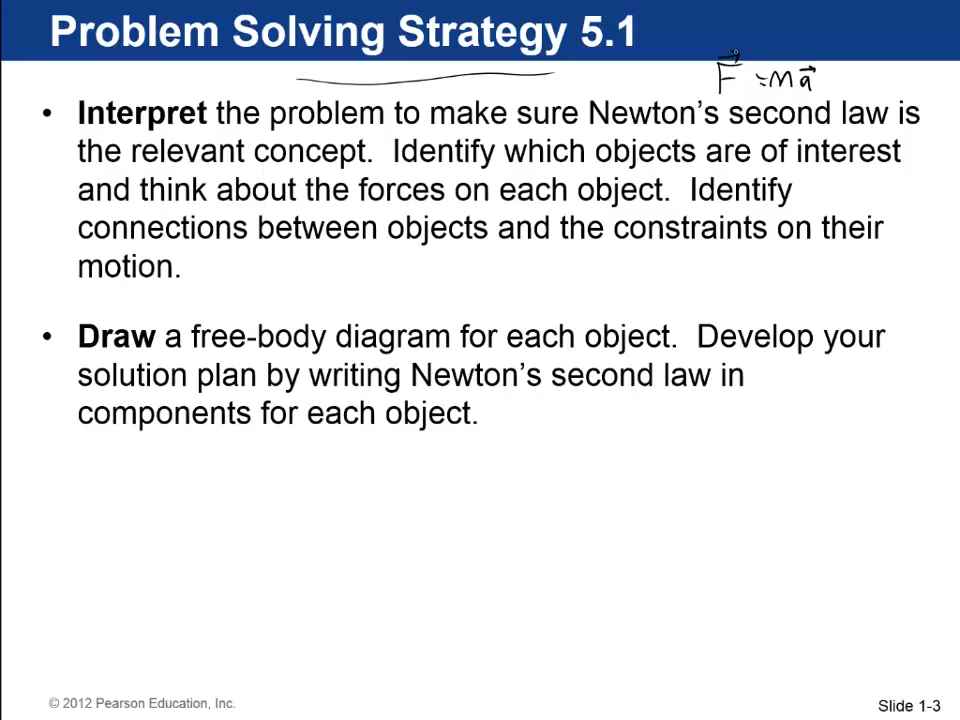 Problem Solving Strategy 5.1
F⃗ = ma⃗
• Interpret the problem to make sure Newton’s second law is
the relevant concept.  Identify which objects are of interest
and think about the forces on each object.  Identify
connections between objects and the constraints on their
motion.
• Draw a free-body diagram for each object.  Develop your
solution plan by writing Newton’s second law in
components for each object.
© 2012 Pearson Education, Inc.
Slide 1-3